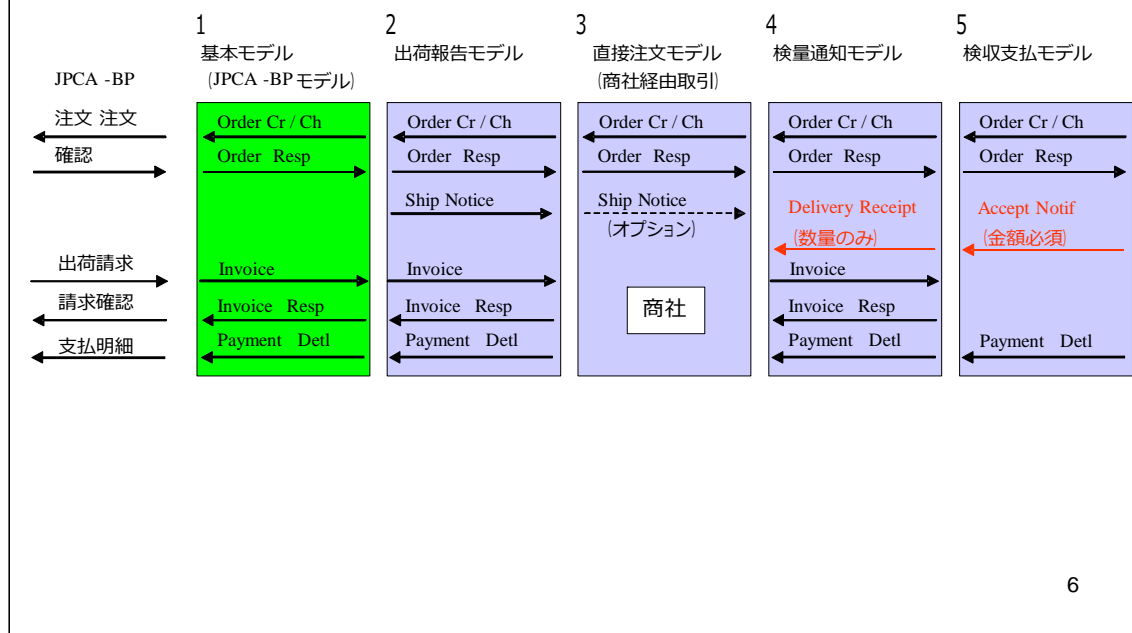 1
基本モデル
(JPCA -BP モデル)
2
出荷報告モデル
3
直接注文モデル
(商社経由取引)
4
検量通知モデル
5
検収支払モデル
JPCA -BP
注文 注文
確認
出荷請求
請求確認
支払明細
Order Cr / Ch
Order Resp
Invoice
Invoice Resp
Payment Detl
Order Cr / Ch
Order Resp
Ship Notice
Invoice
Invoice Resp
Payment Detl
Order Cr / Ch
Order Resp
Ship Notice
(オプション)
商社
Order Cr / Ch
Order Resp
Delivery Receipt
(数量のみ)
Invoice
Invoice Resp
Payment Detl
Order Cr / Ch
Order Resp
Accept Notif
(金額必須)
Payment Detl
6